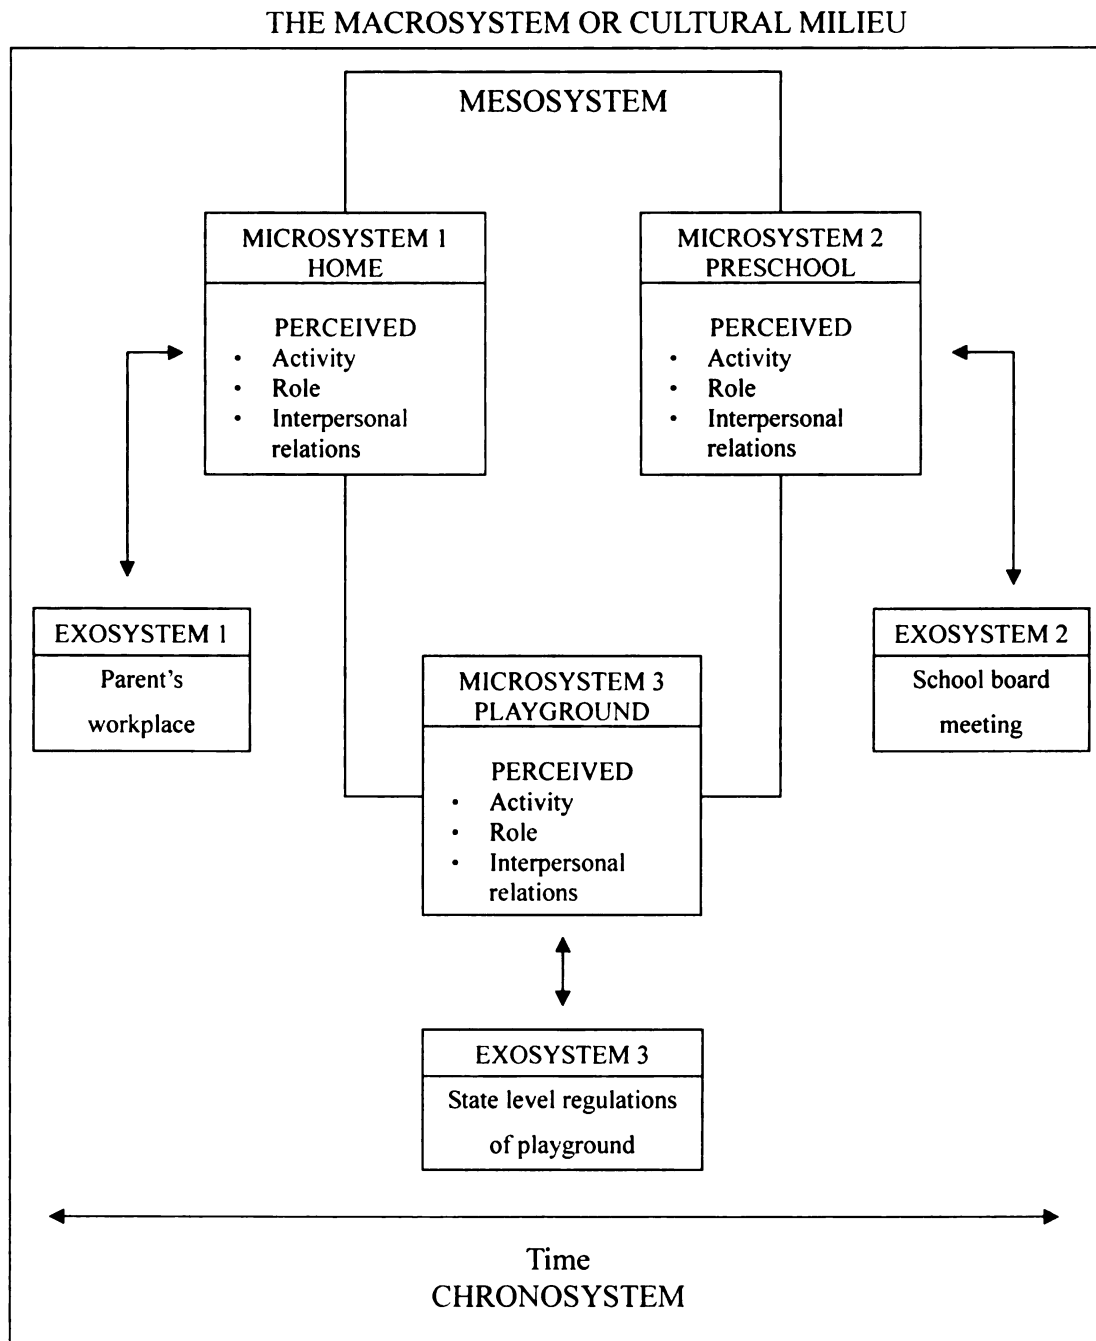 THE MACROSYSTEM OR CULTURAL MILIEU
MESOSYSTEM
MICROSYSTEM 1
HOME
PERCEIVED
• Activity
• Role
• Interpersonal
relations
MICROSYSTEM 2
PRESCHOOL
PERCEIVED
• Activity
• Role
• Interpersonal
relations
EXOSYSTEM 1
Parent's
workplace
EXOSYSTEM 2
School board
meeting
MICROSYSTEM 3
PLAYGROUND
PERCEIVED
• Activity
• Role
• Interpersonal
relations
EXOSYSTEM 3
State level regulations
of playground
Time
CHRONOSYSTEM